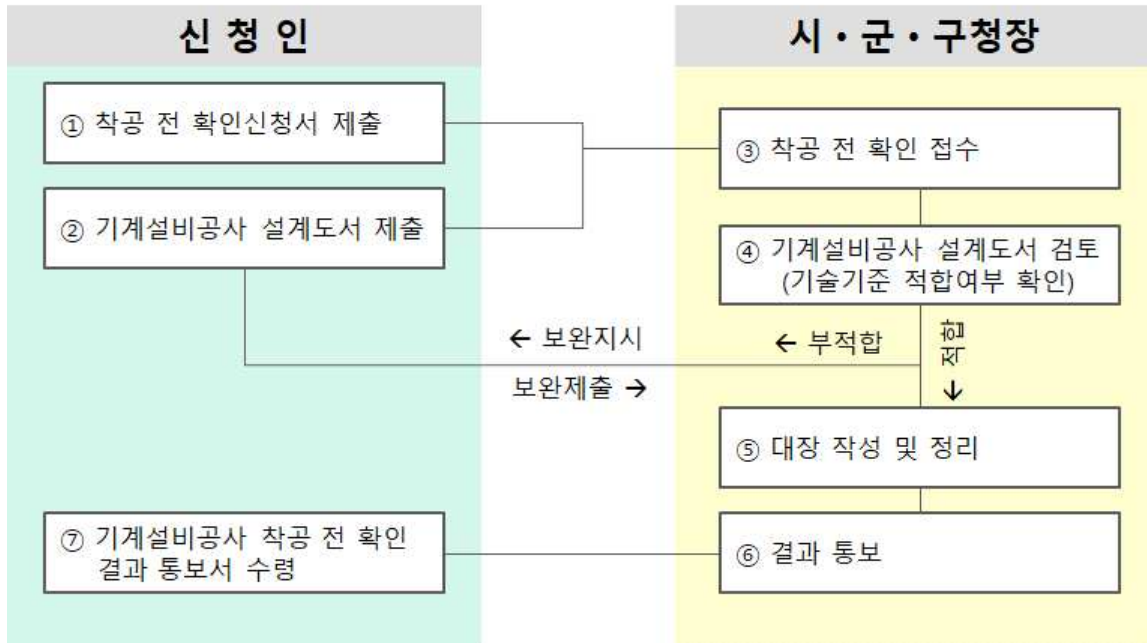 신 청 인
시 · 군 · 구청장
① 착공 전 확인신청서 제출
② 기계설비공사 설계도서 제출
③ 착공 전 확인 접수
④ 기계설비공사 설계도서 검토
(기술기준 적합여부 확인)
← 보완지시
← 부적합
적합 →
보완제출 →
⑤ 대장 작성 및 정리
⑥ 결과 통보
⑦ 기계설비공사 착공 전 확인
결과 통보서 수령